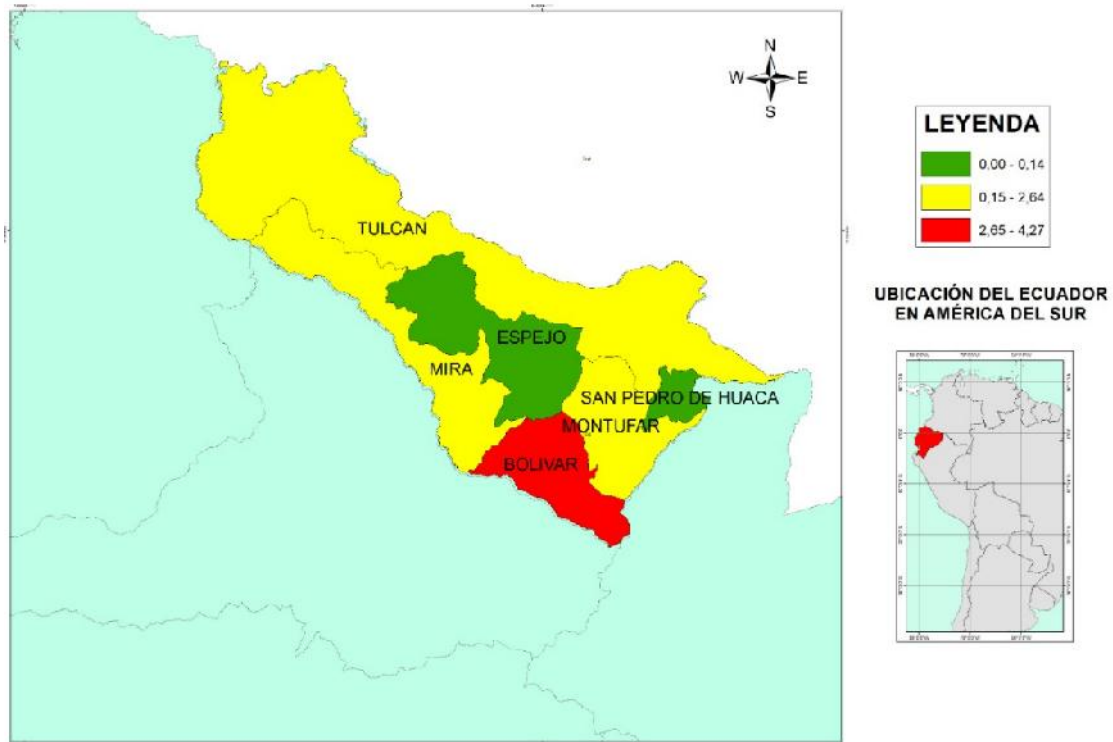 N
W E
S
TULCAN
ESPEJO
MIRA
SAN PEDRO DE HUACA
MONTUFAR
BOLIVAR
LEYENDA
0,00 - 0,14
0,15 - 2,64
2,65 - 4,27
UBICACIÓN DEL ECUADOR
EN AMÉRICA DEL SUR